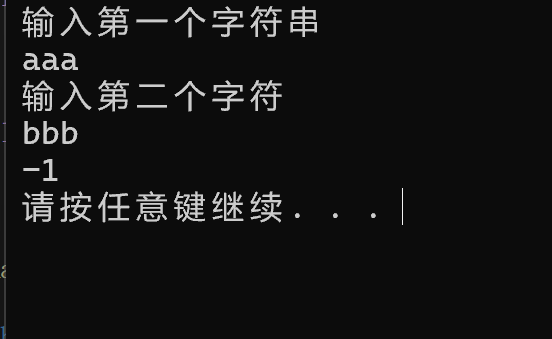 输入第一个字符串
aaa
输入第二个字符
bbb
-1
请按任意键继续. . .